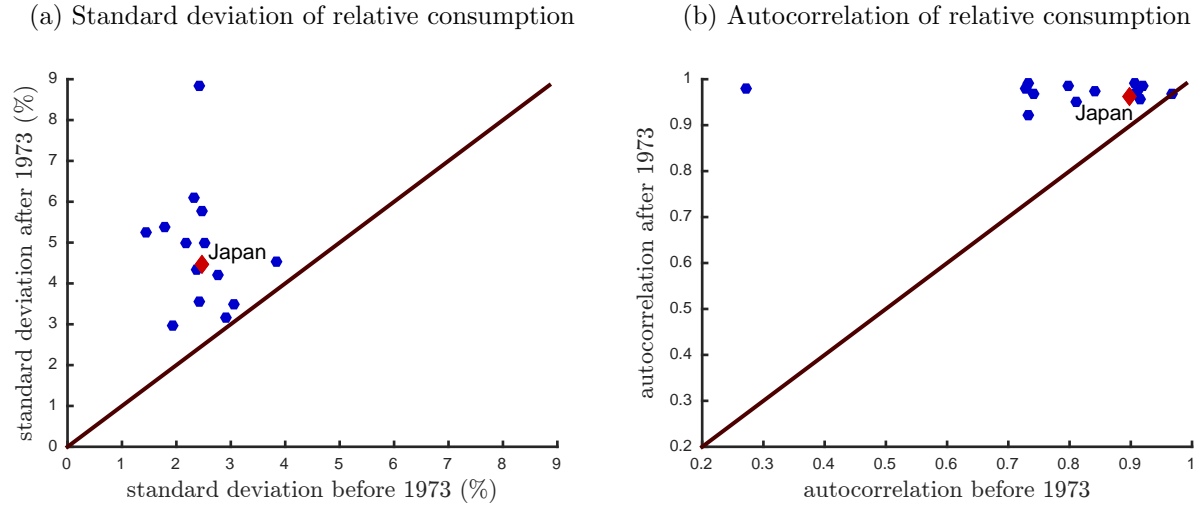 (a) Standard deviation of relative consumption
9
8
7
6
5
4
3
2
1
0
standard deviation after 1973 (%)
Japan
0 1 2 3 4 5 6 7 8 9
standard deviation before 1973 (%)
(b) Autocorrelation of relative consumption
1
0.9
0.8
0.7
0.6
0.5
0.4
0.3
0.2
autocorrelation after 1973
Japan
0.2 0.3 0.4 0.5 0.6 0.7 0.8 0.9 1
autocorrelation before 1973